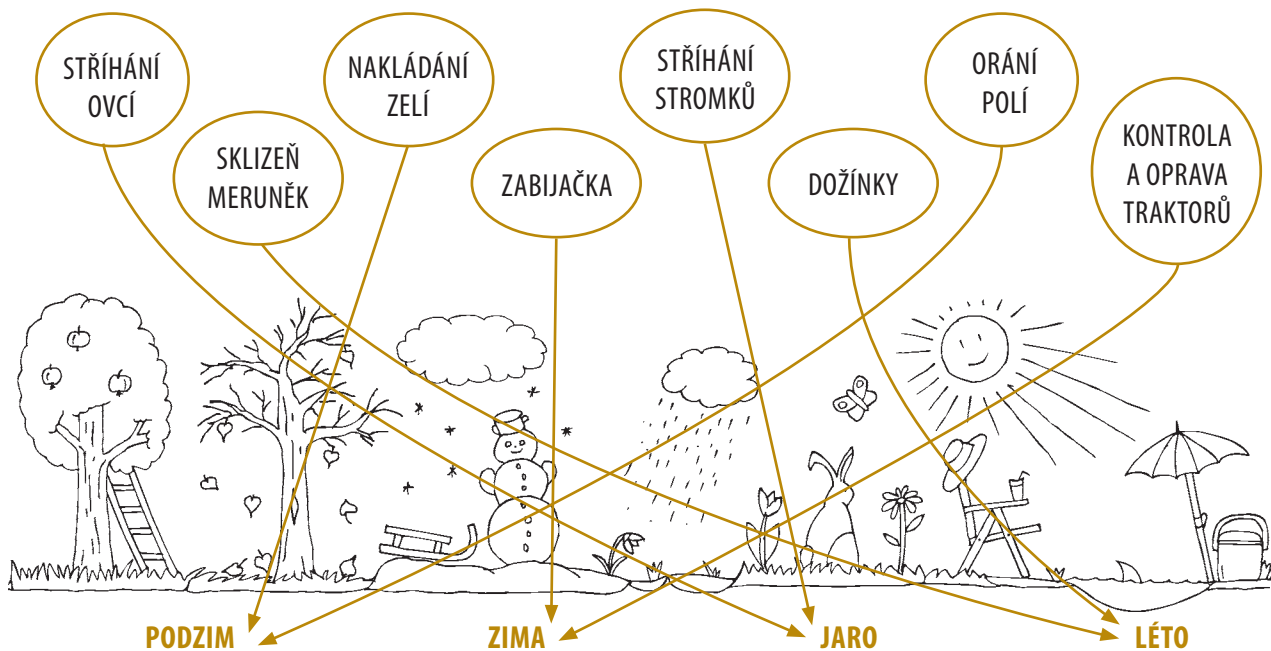 STŘÍHÁNÍ
OVCÍ
NAKLÁDÁNÍ
ZELÍ
STŘÍHÁNÍ
STROMKŮ
ORÁNÍ
POLÍ
SKLIZEŇ
MERUNĚK
ZABIJAČKA
DOŽÍNKY
KONTROLA
A OPRAVA
TRAKTORŮ
PODZIM
ZIMA
JARO
LÉTO